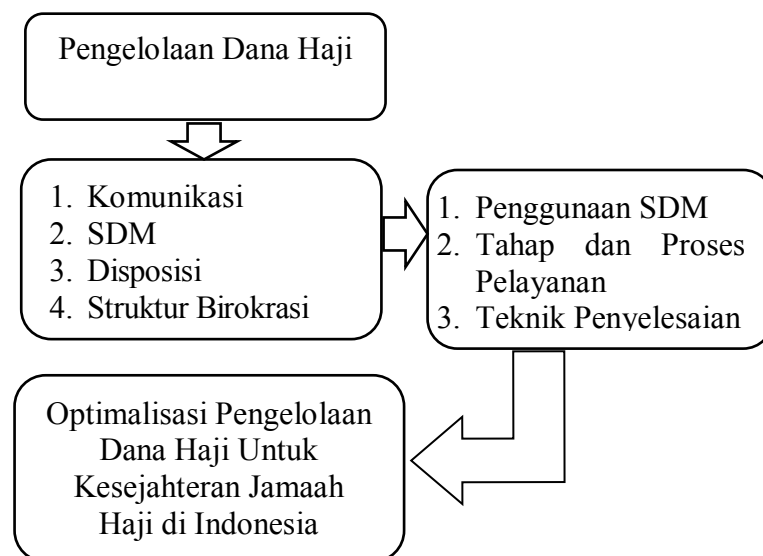 Pengelolaan Dana Haji
1. Komunikasi
2. SDM
3. Disposisi
4. Struktur Birokrasi
1. Penggunaan SDM
2. Tahap dan Proses
Pelayanan
3. Teknik Penyelesaian
Optimalisasi Pengelolaan
Dana Haji Untuk
Kesejahteran Jamaah
Haji di Indonesia